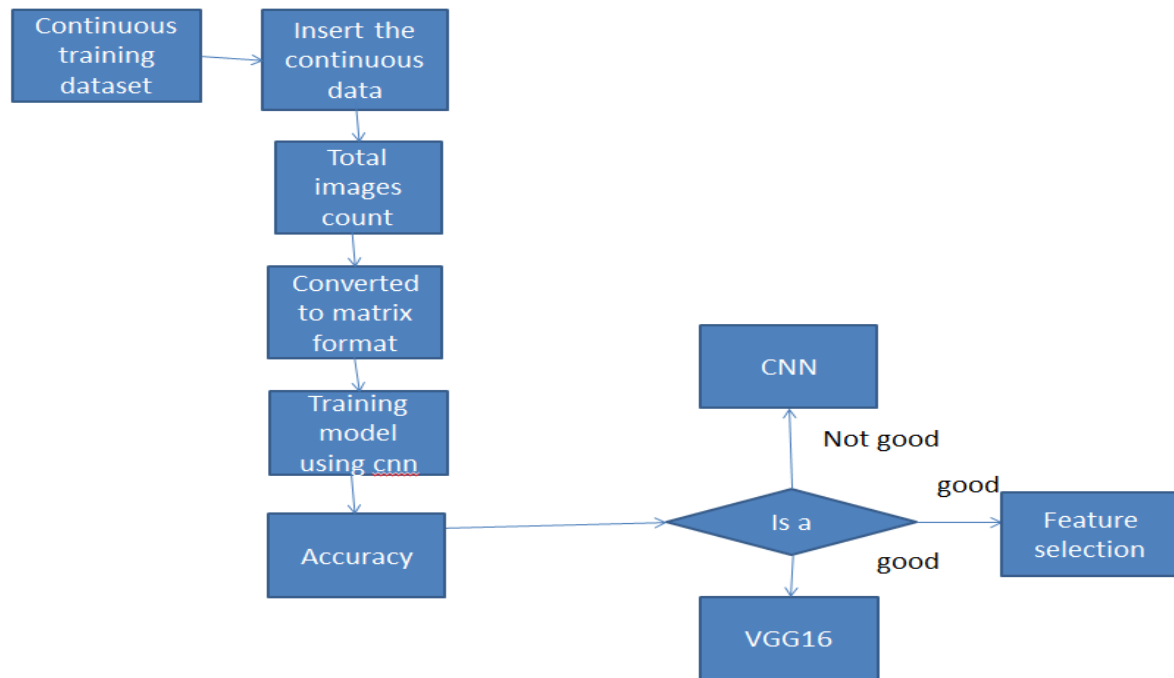 Continuous
training
dataset
Insert the
continuous
data
Total
images
count
Converted
to matrix
format
Training
model
using cnn
Accuracy
Is a
Not good
CNN
good
Feature
selection
good
VGG16